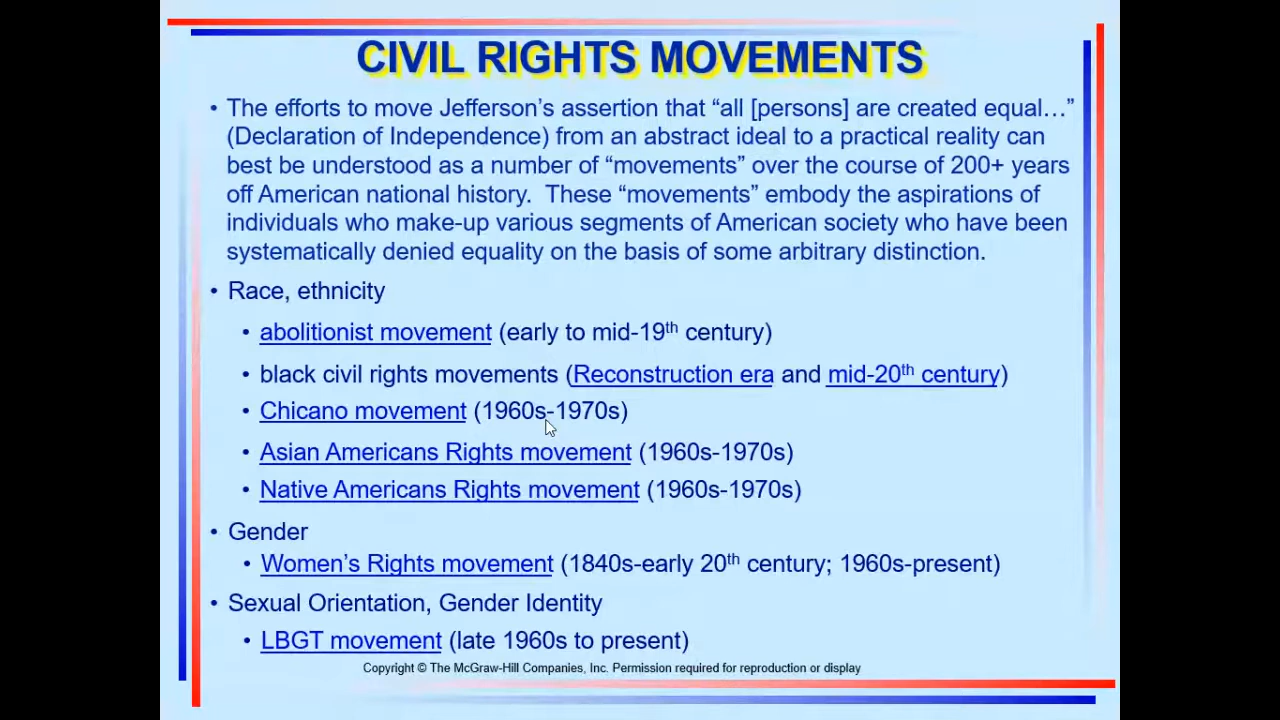 CIVIL RIGHTS MOVEMENTS
• The efforts to move Jefferson’s assertion that “all [persons] are created equal…”
(Declaration of Independence) from an abstract ideal to a practical reality can
best be understood as a number of “movements” over the course of 200+ years
off American national history. These “movements” embody the aspirations of
individuals who make-up various segments of American society who have been
systematically denied equality on the basis of some arbitrary distinction.
• Race, ethnicity
• abolitionist movement (early to mid-19th century)
• black civil rights movements (Reconstruction era and mid-20th century)
• Chicano movement (1960s-1970s)
• Asian Americans Rights movement (1960s-1970s)
• Native Americans Rights movement (1960s-1970s)
• Gender
• Women’s Rights movement (1840s-early 20th century; 1960s-present)
• Sexual Orientation, Gender Identity
• LBGT movement (late 1960s to present)
Copyright © The McGraw-Hill Companies, Inc. Permission required for reproduction or display